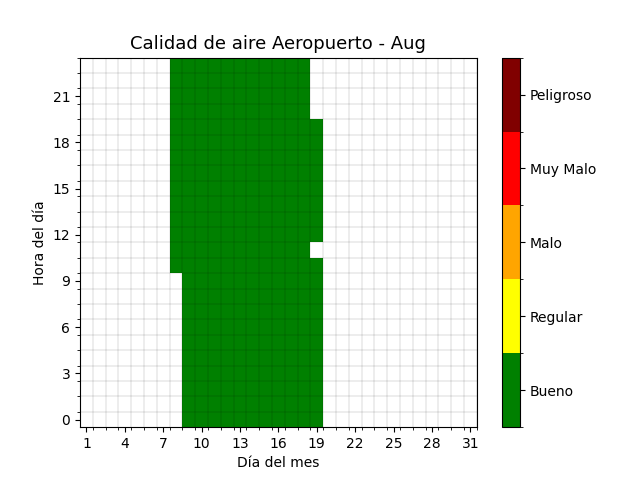 Calidad de aire Aeropuerto - Aug
21
18
15
12
9
6
3
0
Hora del día
1 4 7 10 13 16 19 22 25 28 31
Día del mes
Peligroso
Muy Malo
Malo
Regular
Bueno